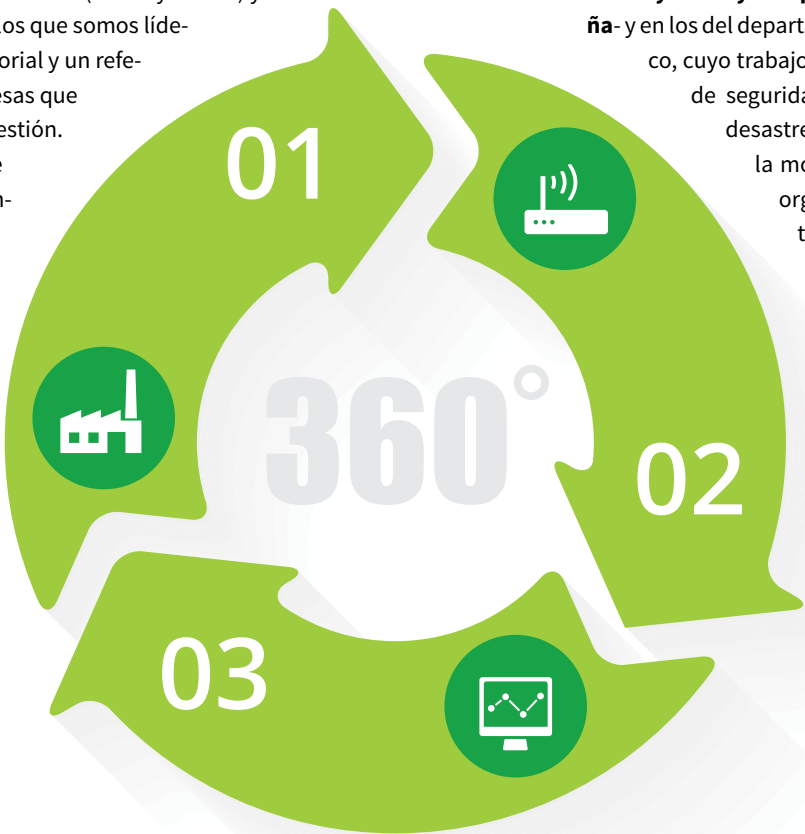 los que somos líde-
orial y un refe-
esas que
estión.
e
n-
ña- y en los del depart
co, cuyo trabajo
de segurida
desastre
la mo
org
t
01
02
03
360°